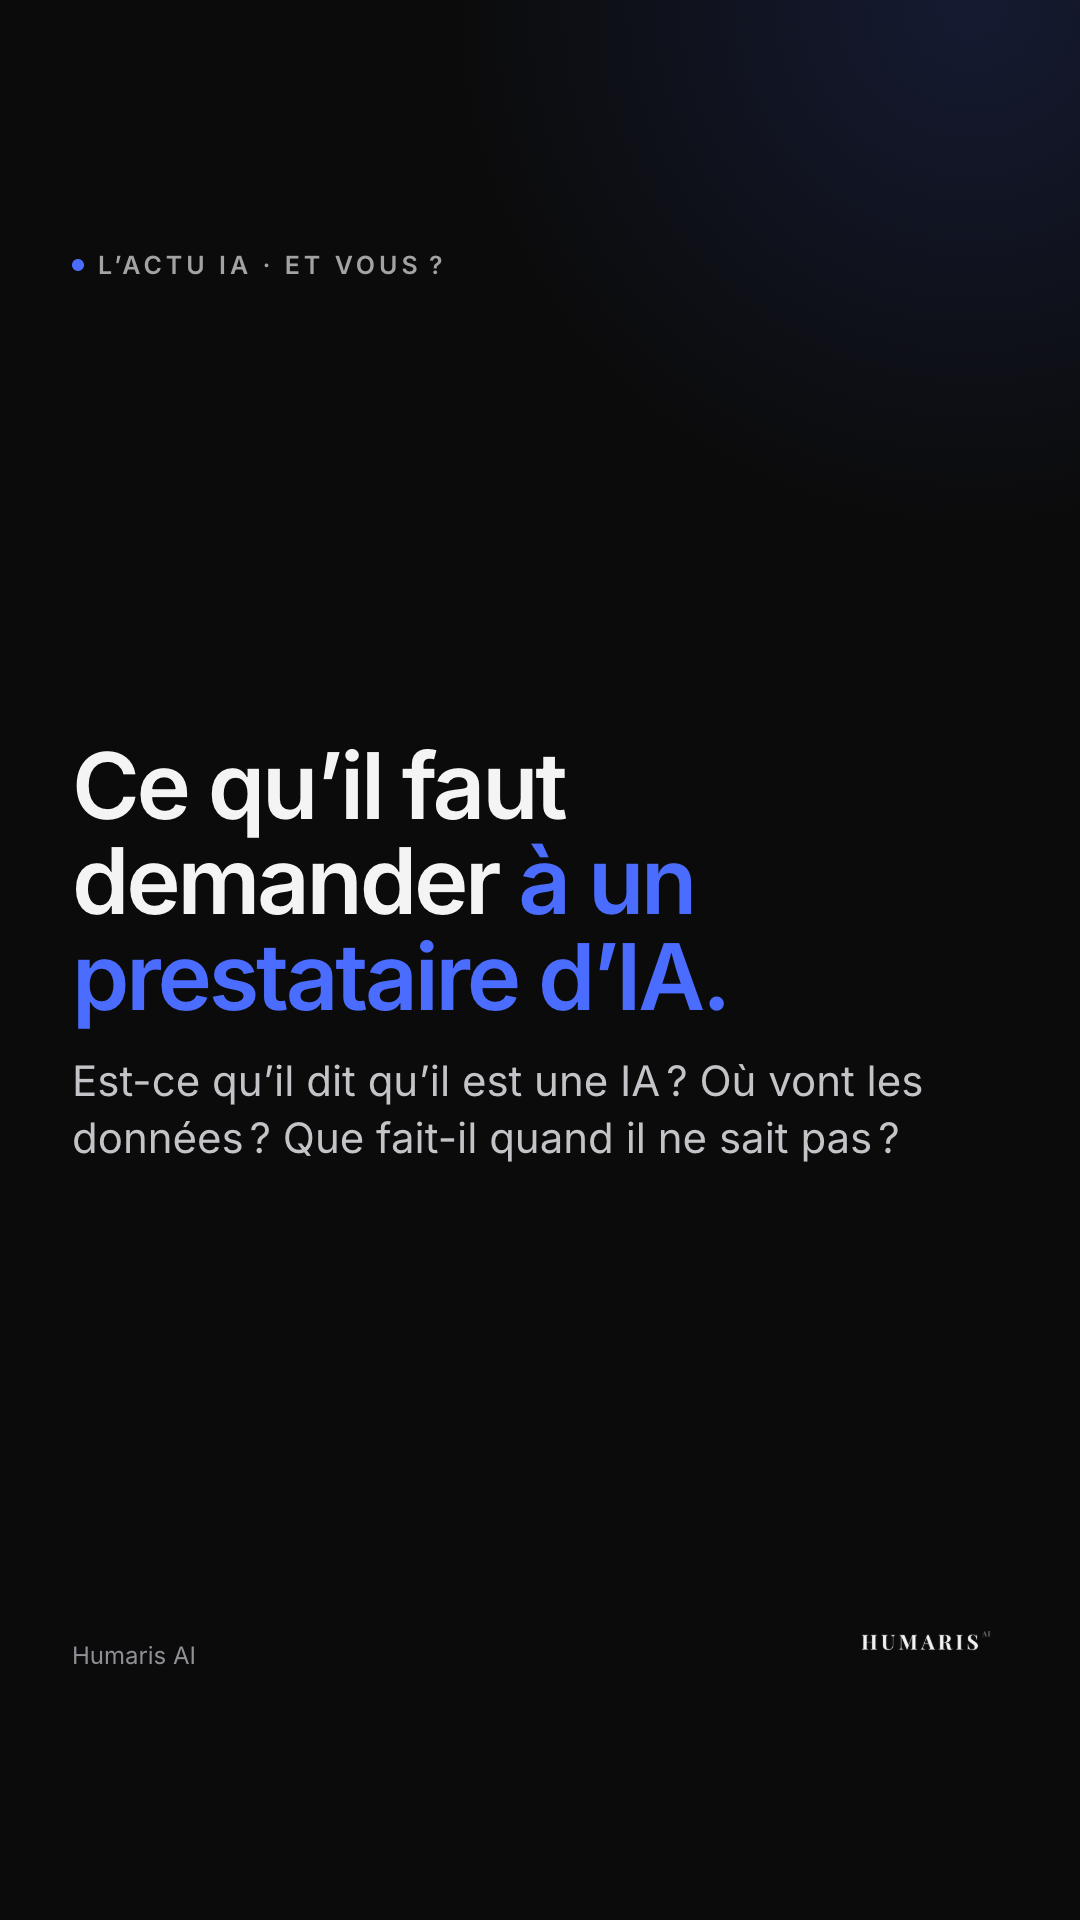 L’ACTU IA · ET VOUS ?
Ce qu’il faut
demander à un
prestataire d’IA.
Est-ce qu’il dit qu’il est une IA ? Où vont les
données ? Que fait-il quand il ne sait pas ?
Humaris AI
HUMARIS AI